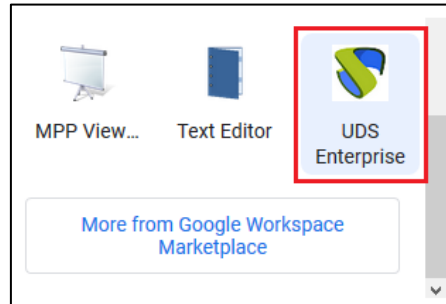 MPP View...
Text Editor
UDS
Enterprise
More from Google Workspace
Marketplace